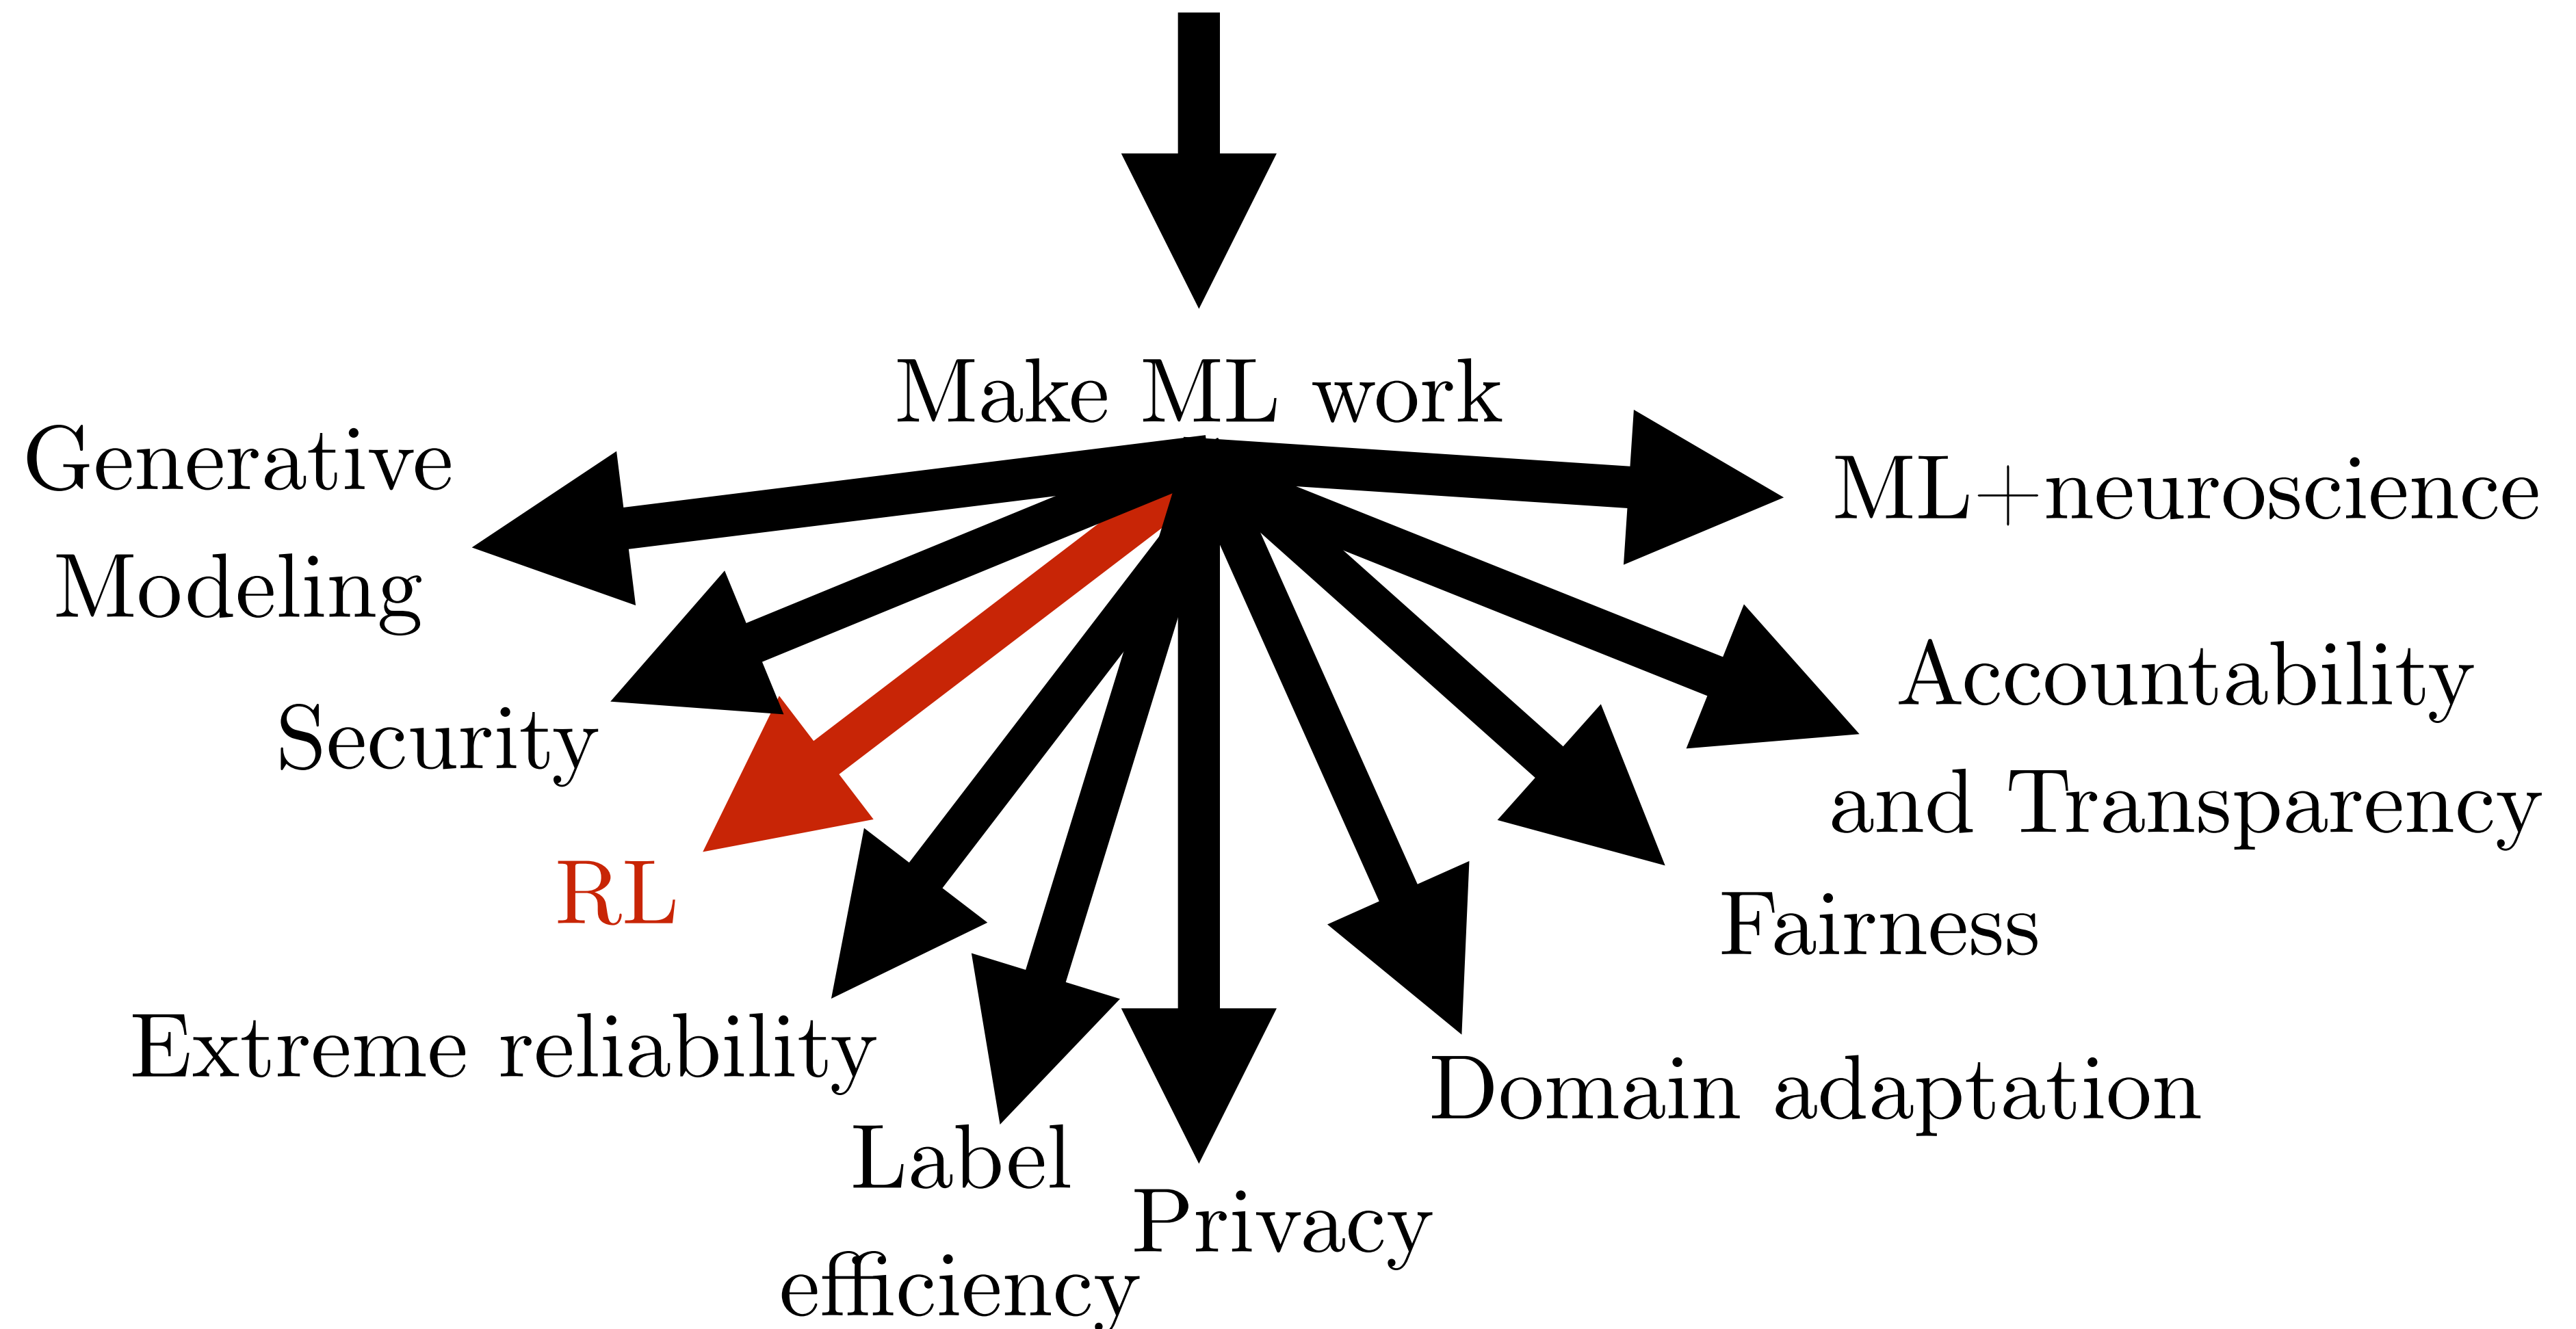 Make ML work
Generative
Modeling
ML+neuroscience
Accountability
and Transparency
Security
RL
Fairness
Extreme reliability
Domain adaptation
Label
efficiency
Privacy